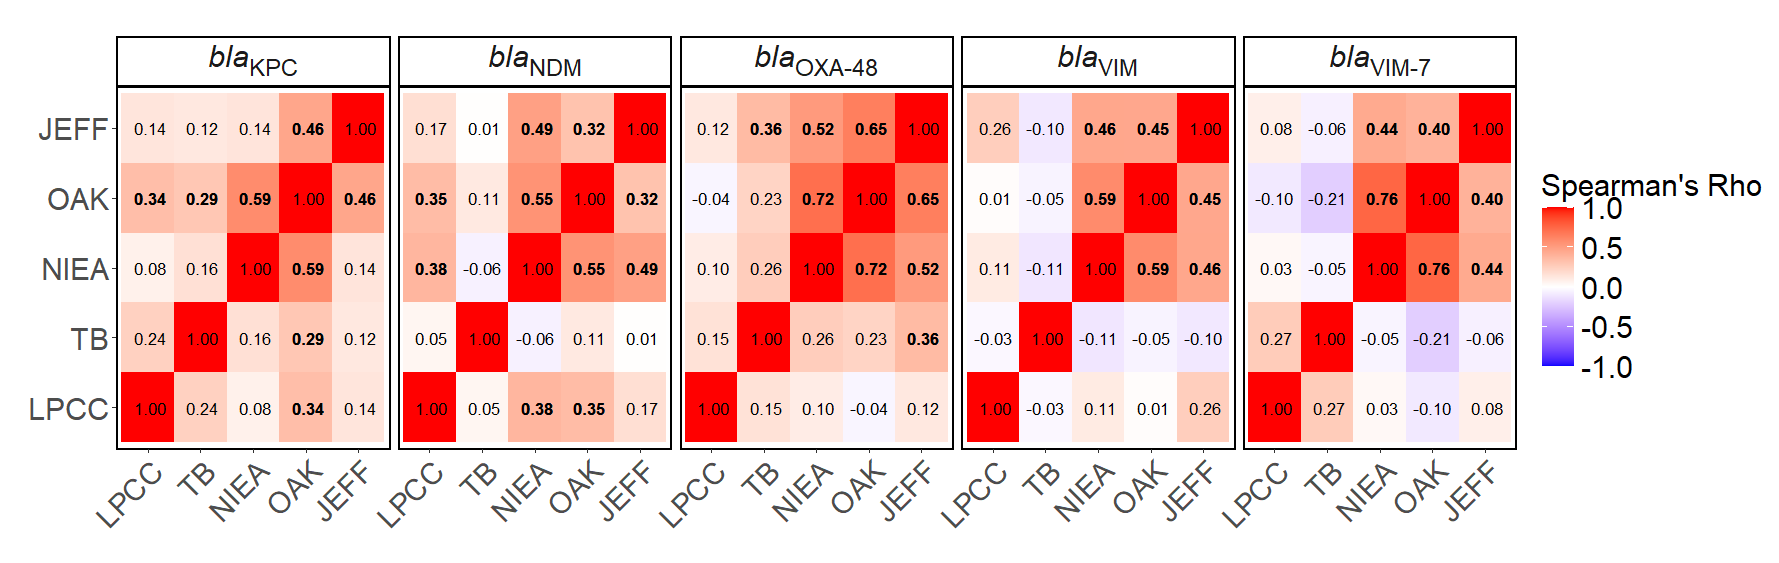 blaKPC blaNDM blaOXA-48 blaVIM blaVIM-7
JEFF 0.14 0.12 0.14 0.46 1.00 0.17 0.01 0.49 0.32 1.00 0.12 0.36 0.52 0.65 1.00 0.26 -0.10 0.46 0.45 1.00 0.08 -0.06 0.44 0.40 1.00
OAK 0.34 0.29 0.59 1.00 0.46 0.35 0.11 0.55 1.00 0.32 -0.04 0.23 0.72 1.00 0.65 0.01 -0.05 0.59 1.00 0.45 -0.10 -0.21 0.76 1.00 0.40
NIEA 0.08 0.16 1.00 0.59 0.14 0.38 -0.06 1.00 0.55 0.49 0.10 0.26 1.00 0.72 0.52 0.11 -0.11 1.00 0.59 0.46 0.03 -0.05 1.00 0.76 0.44
TB 0.24 1.00 0.16 0.29 0.12 0.05 1.00 -0.06 0.11 0.01 0.15 1.00 0.26 0.23 0.36 -0.03 1.00 -0.11 -0.05 -0.10 0.27 1.00 -0.05 -0.21 -0.06
LPCC 1.00 0.24 0.08 0.34 0.14 1.00 0.05 0.38 0.35 0.17 1.00 0.15 0.10 -0.04 0.12 1.00 -0.03 0.11 0.01 0.26 1.00 0.27 0.03 -0.10 0.08
LPCC TB NIEA OAK JEFF LPCC TB NIEA OAK JEFF LPCC TB NIEA OAK JEFF LPCC TB NIEA OAK JEFF LPCC TB NIEA OAK JEFF
Spearman's Rho
1.0
0.5
0.0
-0.5
-1.0